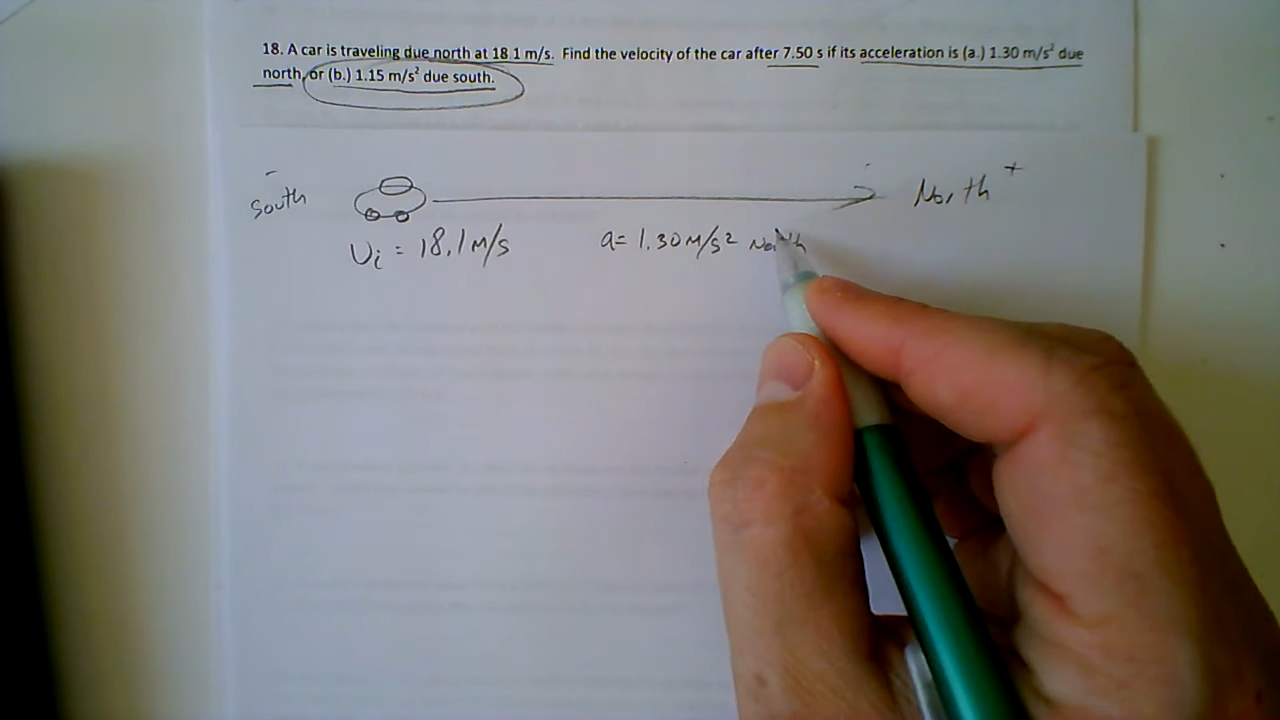 18. A car is traveling due north at 18.1 m/s. Find the velocity of the car after 7.50 s if its acceleration is (a.) 1.30 m/s² due
north, or (b.) 1.15 m/s² due south.
- +
South North
Ui = 18.1 m/s a = 1.30 m/s² North